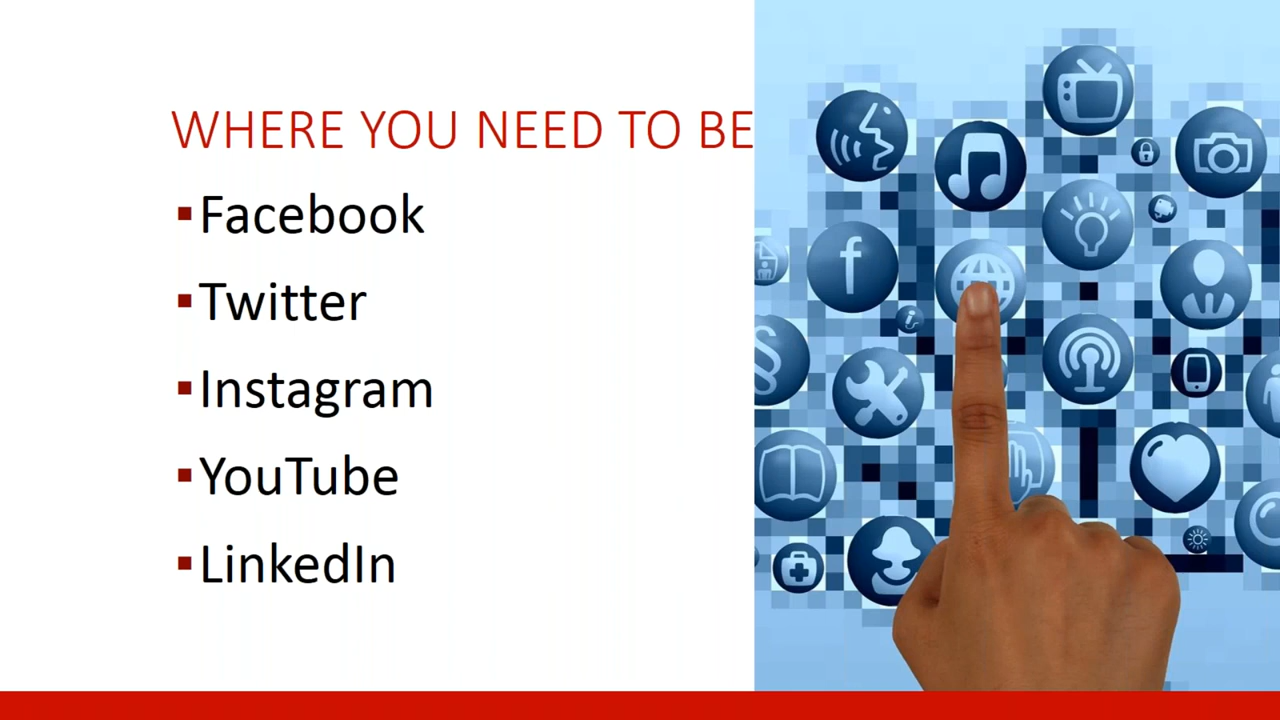 WHERE YOU NEED TO BE
▪Facebook
▪Twitter
▪Instagram
▪YouTube
▪LinkedIn
f
i
§